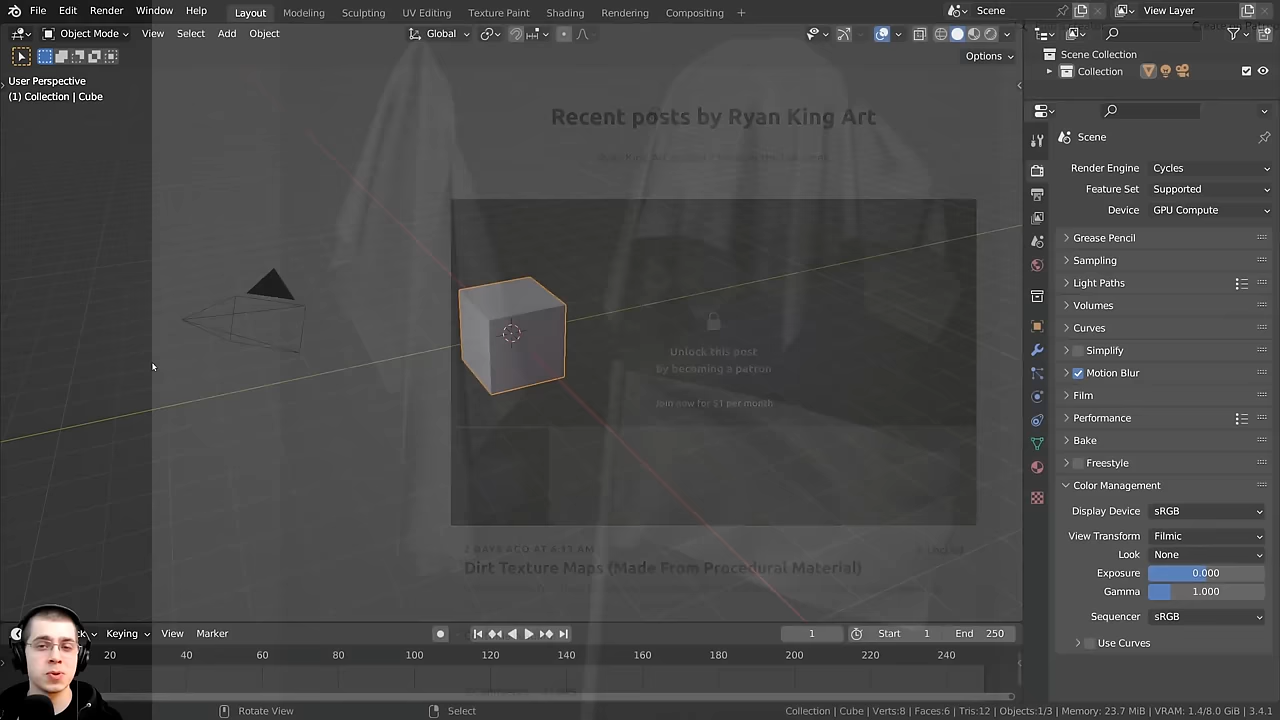 File Edit Render Window Help Layout Modeling Sculpting UV Editing Texture Paint Shading Animation Rendering Compositing + Scene View Layer
Object Mode View Select Add Object Global
Options
User Perspective
(1) Collection | Cube
Scene Collection
Collection
Recent posts by Ryan King Art
Scene
Render Engine Cycles
Feature Set Supported
Device GPU Compute
Grease Pencil
Sampling
Light Paths
Volumes
Curves
Simplify
Motion Blur
Film
Performance
Bake
Freestyle
Color Management
Display Device sRGB
View Transform Filmic
Look None
Exposure 0.000
Gamma 1.000
Sequencer sRGB
Use Curves
Unlock this post
By becoming a patron
Join now for $1 per month
2 DAYS AGO AT 6:11 AM
Dirt Texture Maps (Made From Procedural Material)
Keying View Marker 1 Start 1 End 250
20 40 60 80 100 120 140 160 180 200 220 240
Rotate View Select Collection | Cube | Verts:8 | Faces:6 | Tris:12 | Objects:1/3 | Memory: 23.7 MiB | VRAM: 1.4/8.0 GiB | 3.4.1